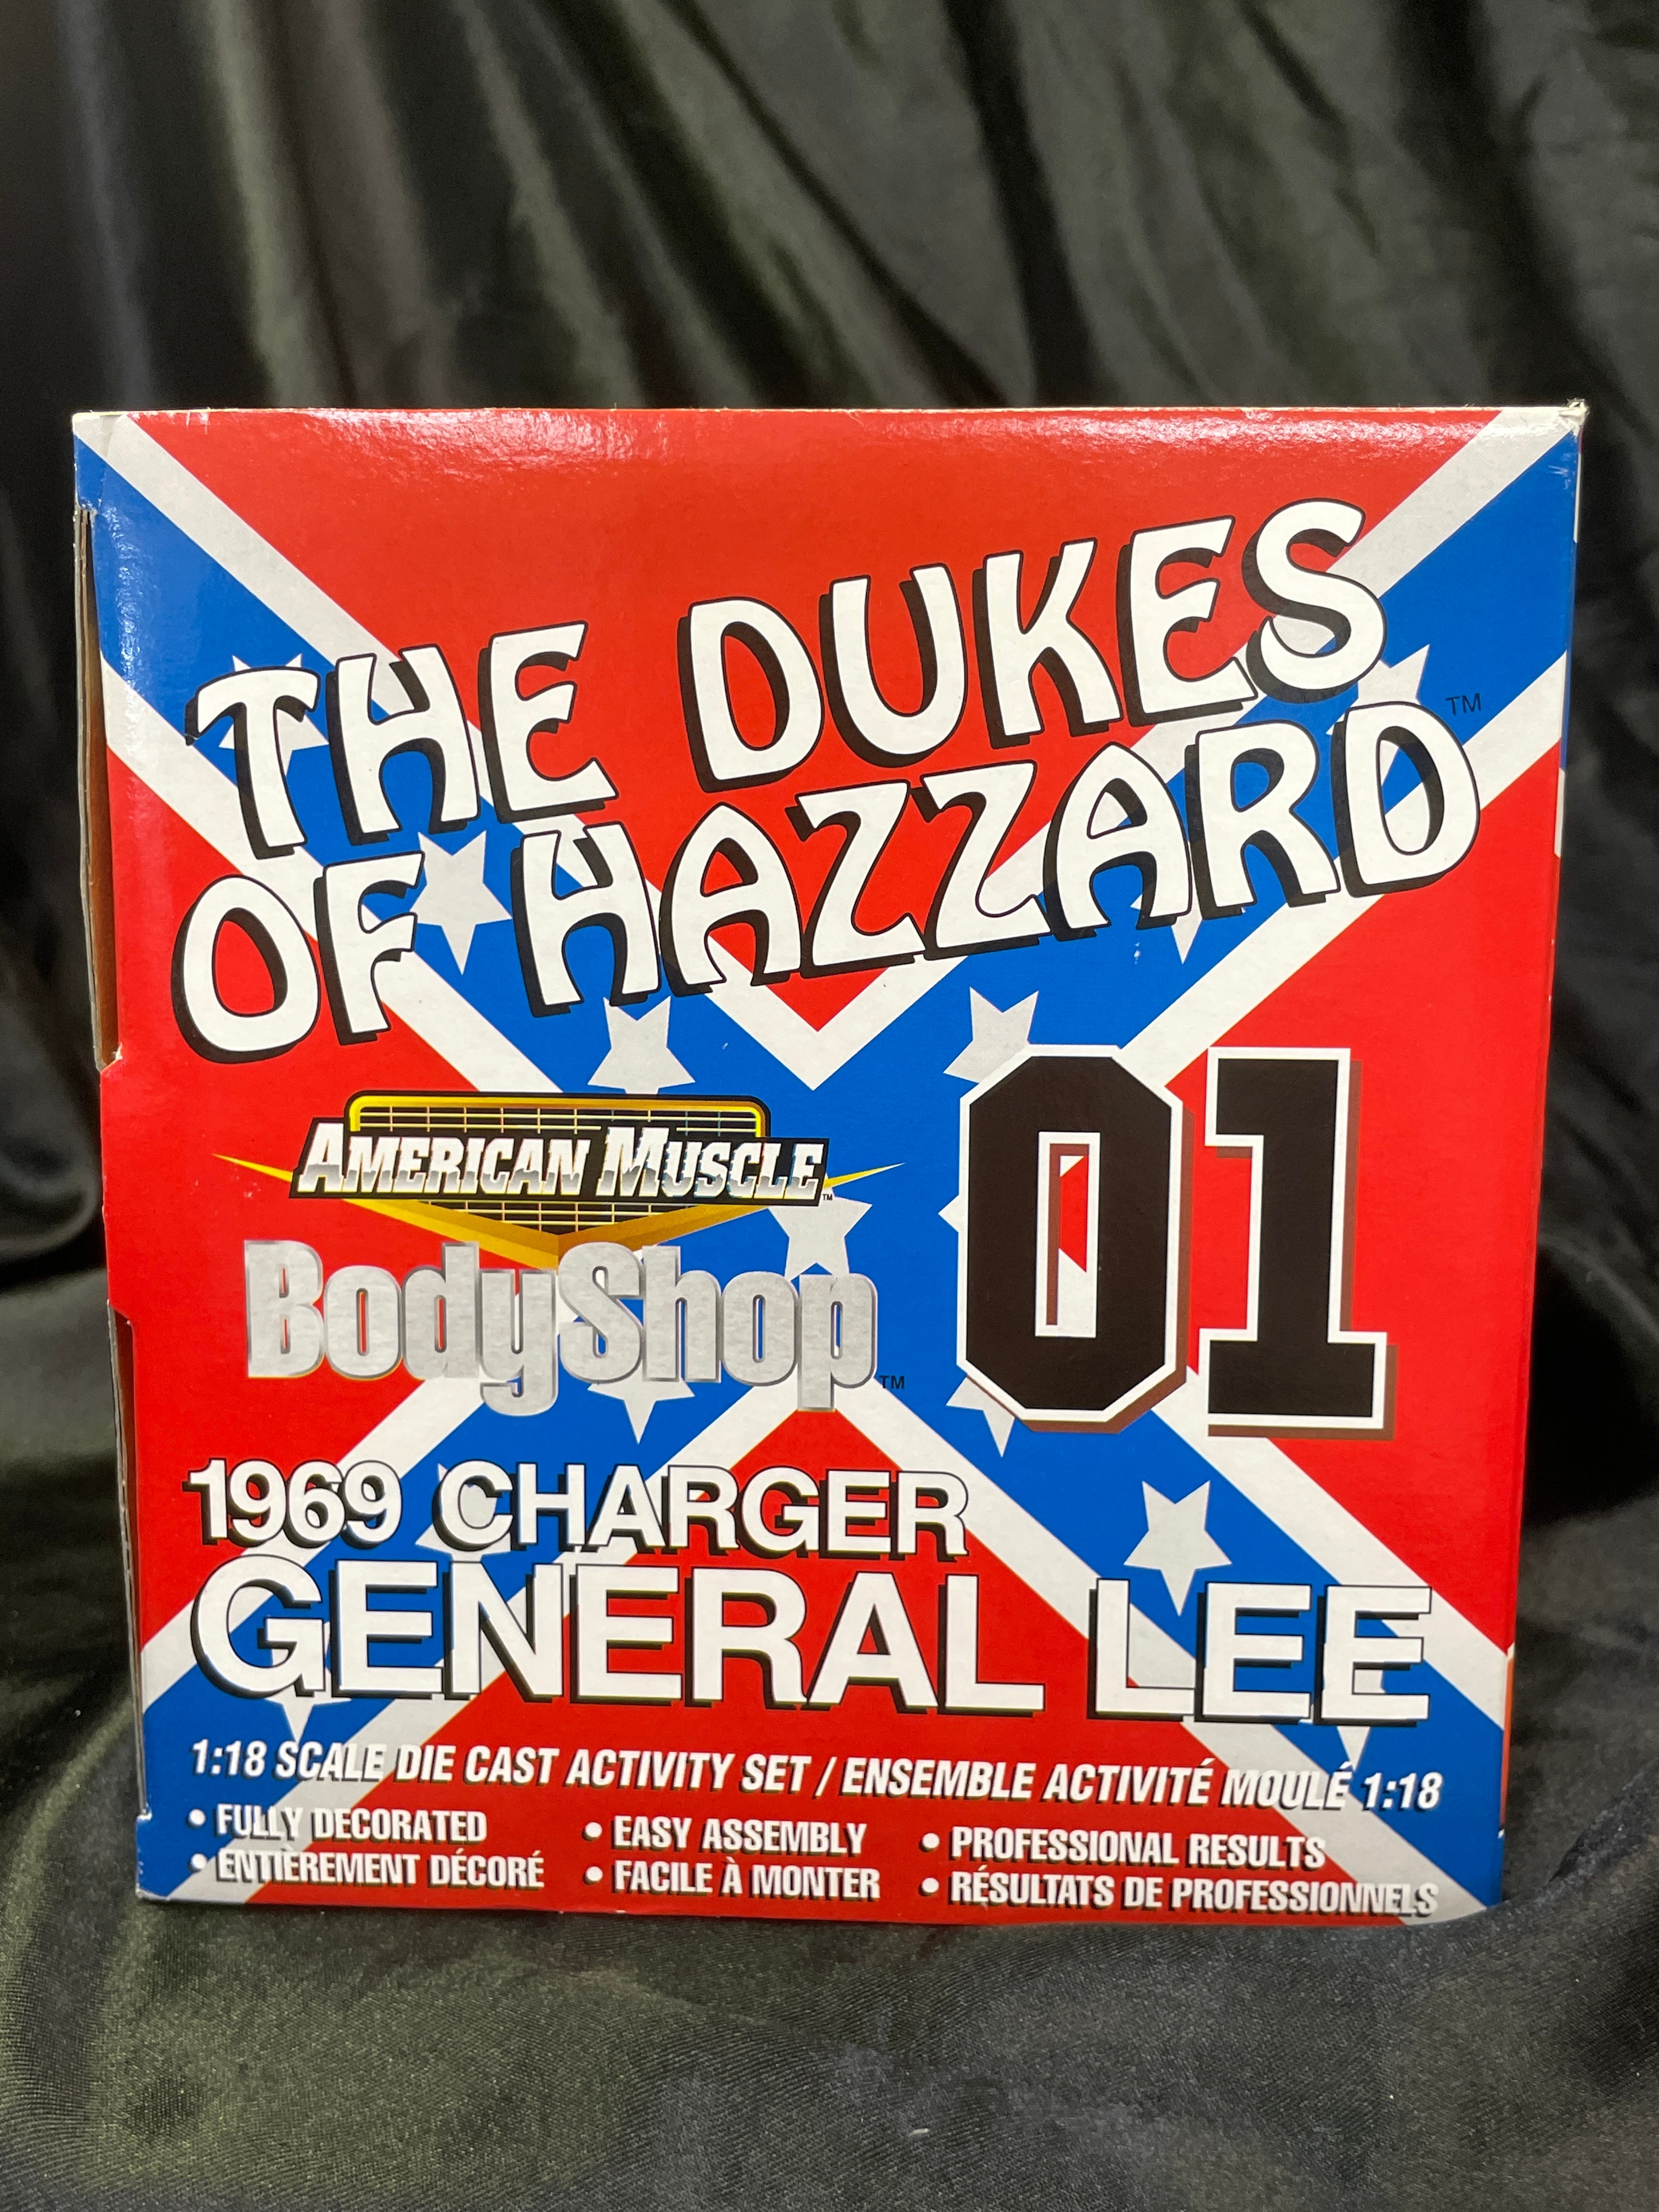 THE DUKES
OF HAZZARD™
AMERICAN MUSCLE™
BodyShop™
01
1969 CHARGER
GENERAL LEE
1:18 SCALE DIE CAST ACTIVITY SET / ENSEMBLE ACTIVITÉ MOULÉ 1:18
• FULLY DECORATED • EASY ASSEMBLY • PROFESSIONAL RESULTS
• ENTIÈREMENT DÉCORÉ • FACILE À MONTER • RÉSULTATS DE PROFESSIONNELS